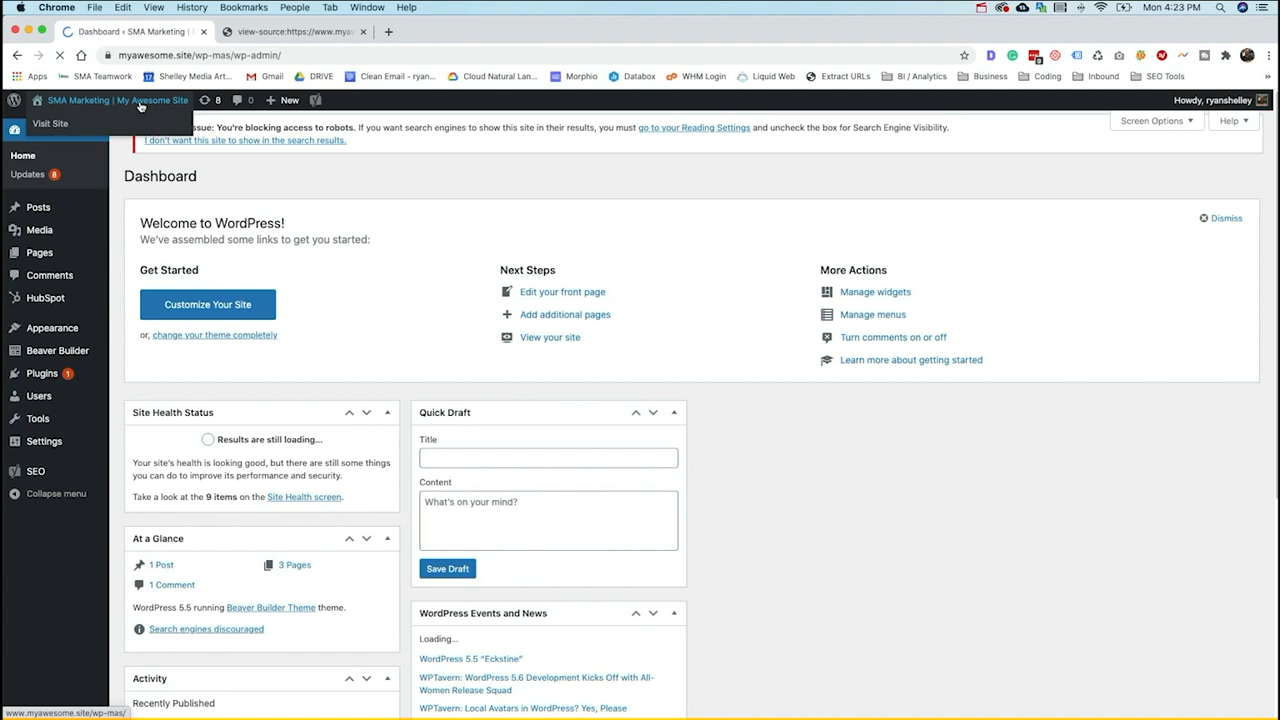 Chrome File Edit View History Bookmarks People Tab Window Help Mon 4:23 PM
Dashboard ‹ SMA Marketing | view-source:https://www.mya
myawesome.site/wp-mas/wp-admin/
Apps SMA Teamwork Shelley Media Art... Gmail DRIVE Clean Email - ryan... Cloud Natural Lan... Morphio Databox WHM Login Liquid Web BI / Analytics Business Coding Inbound SEO Tools
SMA Marketing | My Awesome Site 8 0 New Howdy, ryanshelley
Visit Site
Screen Options Help
ssue: You're blocking access to robots. If you want search engines to show this site in their results, you must go to your Reading Settings and uncheck the box for Search Engine Visibility.
I don't want this site to show in the search results.
Home
Updates 8
Posts
Media
Pages
Comments
HubSpot
Appearance
Beaver Builder
Plugins 1
Users
Tools
Settings
SEO
Collapse menu
Dashboard
Welcome to WordPress!
Dismiss
We've assembled some links to get you started:
Get Started
Customize Your Site
or, change your theme completely
Next Steps
Edit your front page
Add additional pages
View your site
More Actions
Manage widgets
Manage menus
Turn comments on or off
Learn more about getting started
Site Health Status
Results are still loading...
Your site's health is looking good, but there are still some things
you can do to improve its performance and security.
Take a look at the 9 items on the Site Health screen.
At a Glance
1 Post 3 Pages
1 Comment
WordPress 5.5 running Beaver Builder Theme theme.
Search engines discouraged
Activity
Recently Published
Quick Draft
Title
Content
What's on your mind?
Save Draft
WordPress Events and News
Loading...
WordPress 5.5 "Eckstine"
WPTavern: WordPress 5.6 Development Kicks Off with All-
Women Release Squad
WPTavern: Local Avatars in WordPress? Yes, Please
www.myawesome.site/wp-mas/